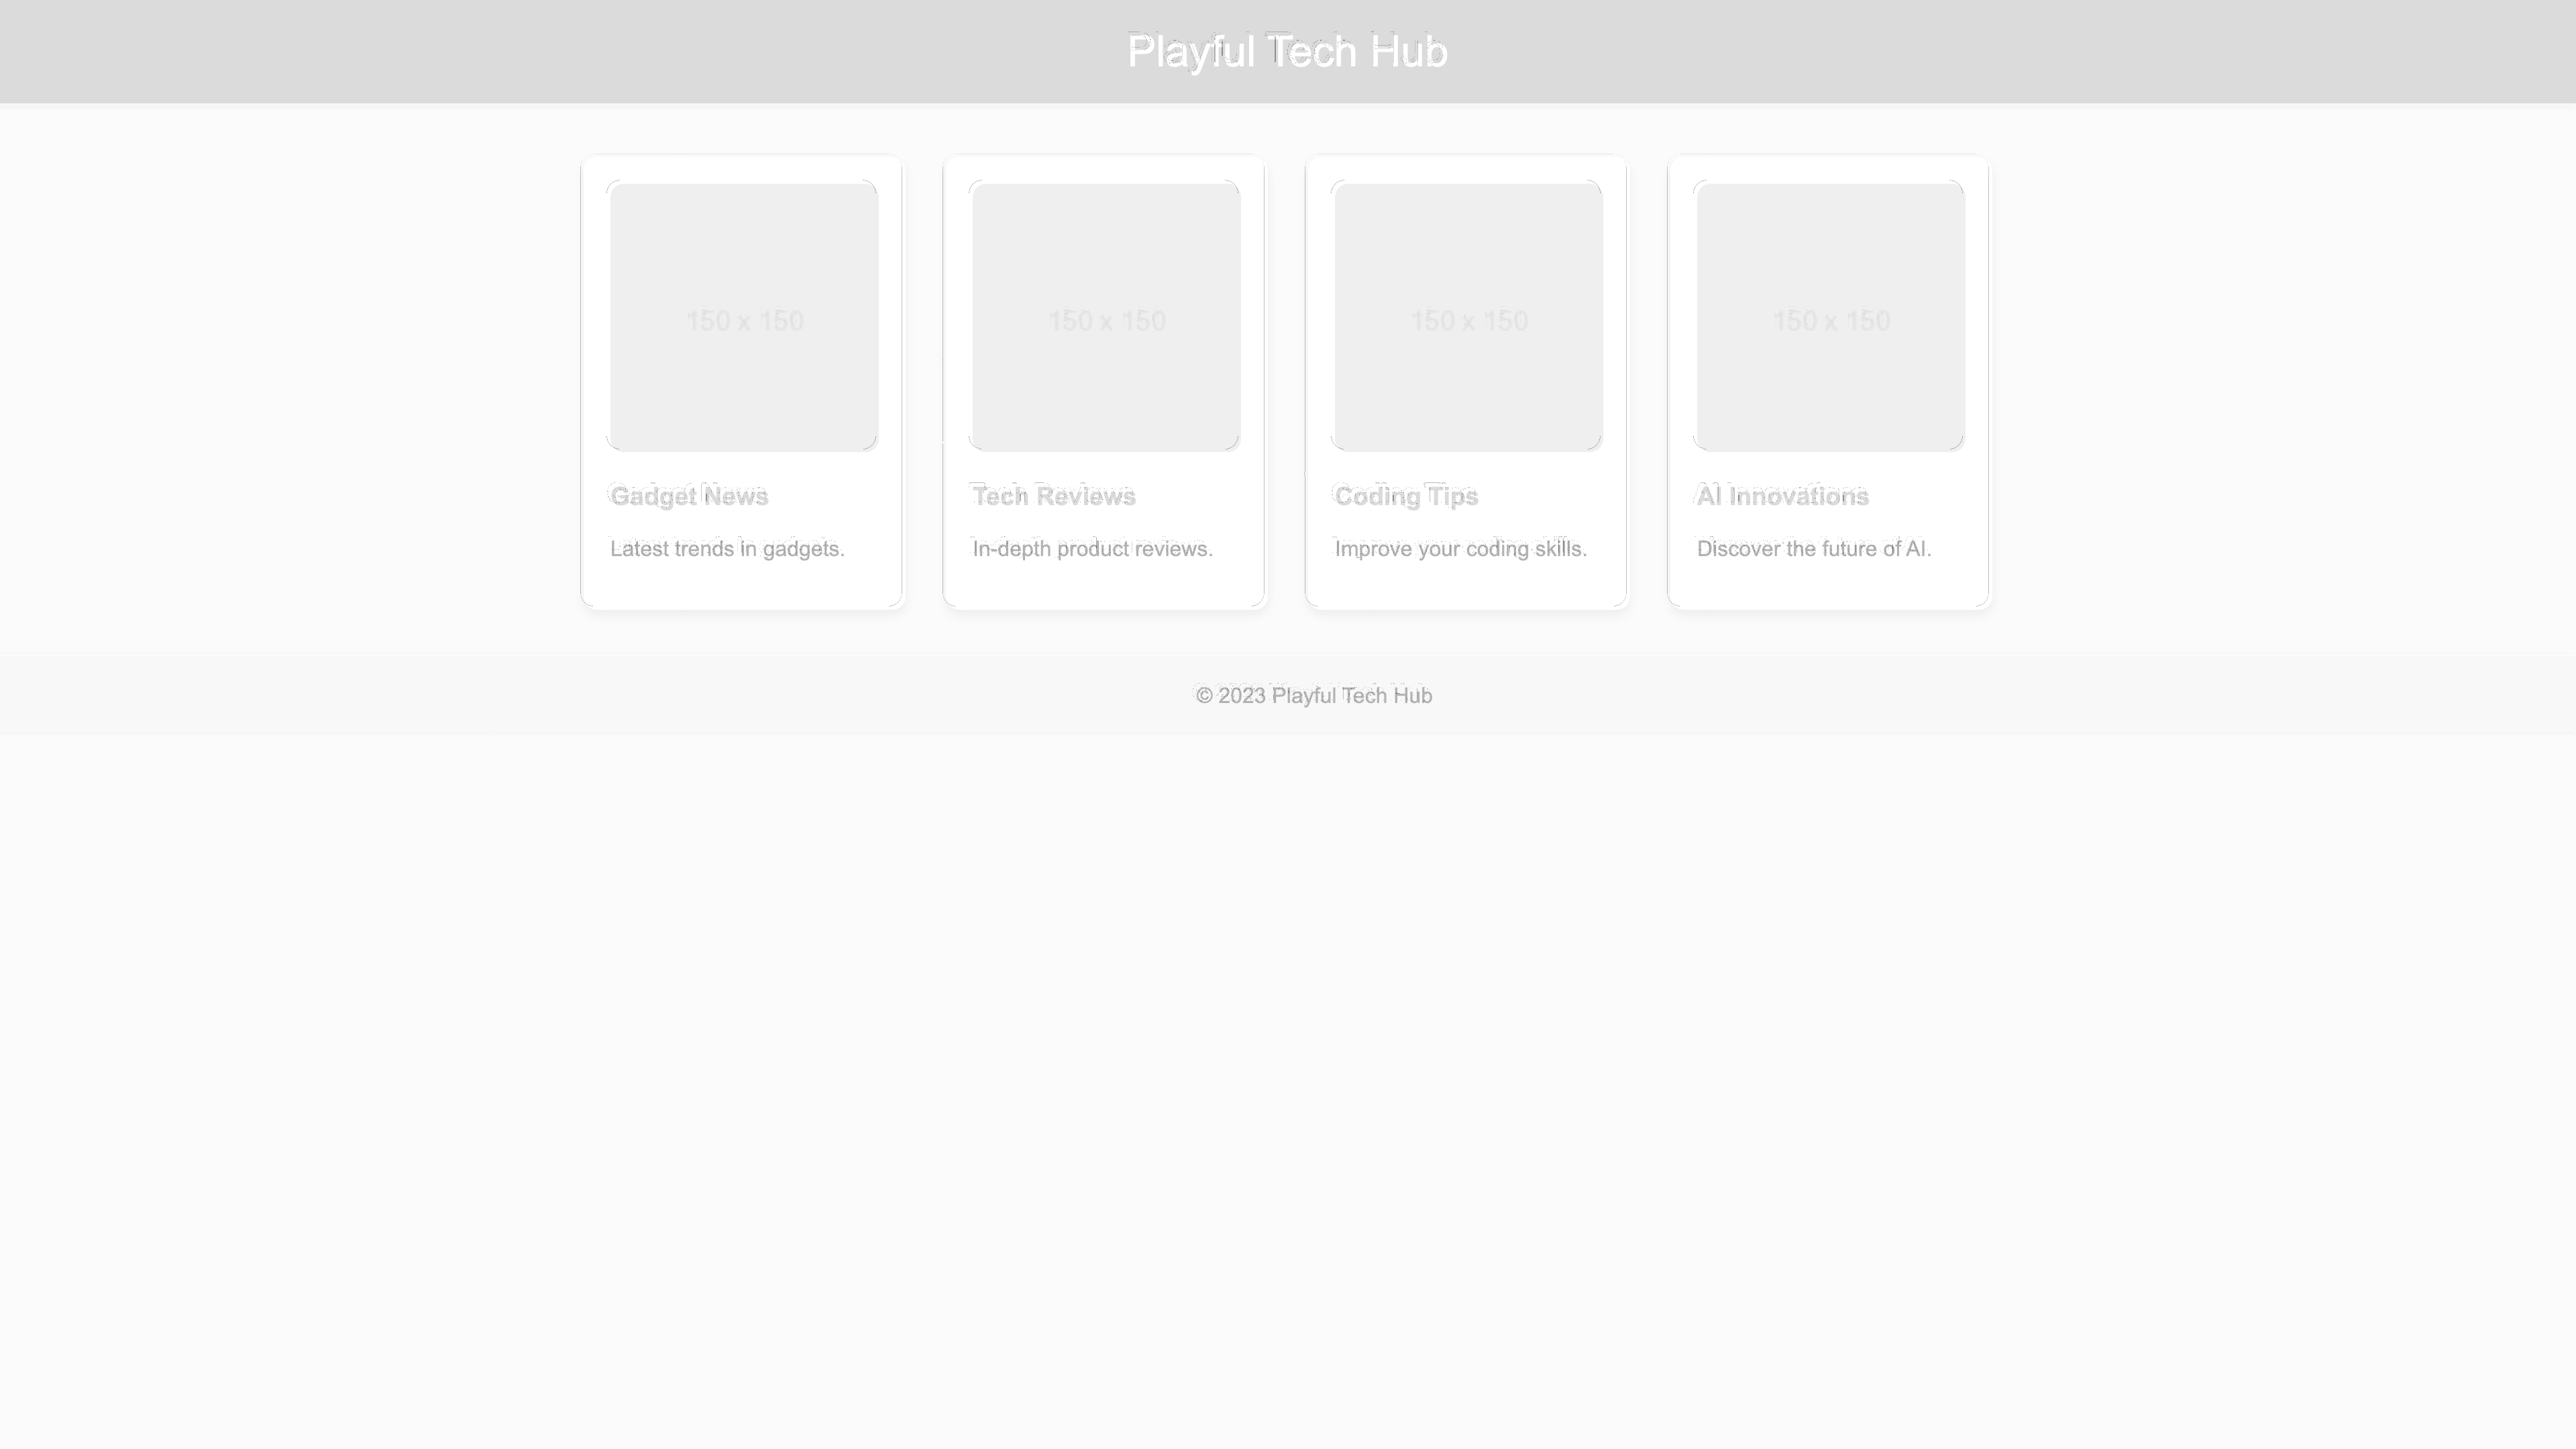 Playful Tech Hub
150 x 150
150 x 150
150 x 150
150 x 150
Gadget News
Tech Reviews
Coding Tips
AI Innovations
Latest trends in gadgets.
In-depth product reviews.
Improve your coding skills.
Discover the future of AI.
© 2023 Playful Tech Hub